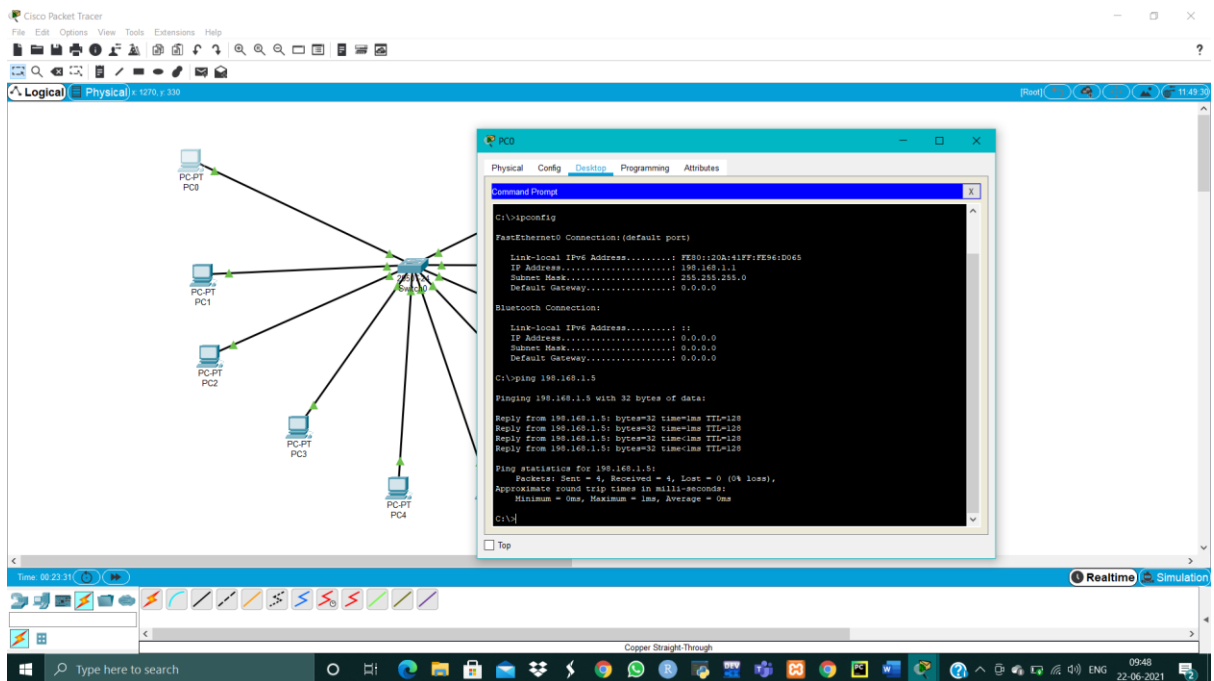 Cisco Packet Tracer
File Edit Options View Tools Extensions Help
?
Logical Physical x: 1270, y: 330 [Root] 11:49:30
PC0
Physical Config Desktop Programming Attributes
Command Prompt X
C:\>ipconfig
FastEthernet0 Connection:(default port)
Link-local IPv6 Address.........: FE80::20A:41FF:FE96:D065
IP Address......................: 198.168.1.1
Subnet Mask.....................: 255.255.255.0
Default Gateway.................: 0.0.0.0
Bluetooth Connection:
Link-local IPv6 Address.........: ::
IP Address......................: 0.0.0.0
Subnet Mask.....................: 0.0.0.0
Default Gateway.................: 0.0.0.0
C:\>ping 198.168.1.5
Pinging 198.168.1.5 with 32 bytes of data:
Reply from 198.168.1.5: bytes=32 time=1ms TTL=128
Reply from 198.168.1.5: bytes=32 time=1ms TTL=128
Reply from 198.168.1.5: bytes=32 time<1ms TTL=128
Reply from 198.168.1.5: bytes=32 time<1ms TTL=128
Ping statistics for 198.168.1.5:
Packets: Sent = 4, Received = 4, Lost = 0 (0% loss),
Approximate round trip times in milli-seconds:
Minimum = 0ms, Maximum = 1ms, Average = 0ms
C:\>
Top
PC-PT
PC0
PC-PT
PC1
PC-PT
PC2
PC-PT
PC3
PC-PT
PC4
Switch0
Time: 00:23:31 Realtime Simulation
Copper Straight-Through
Type here to search
ENG
09:48
22-06-2021